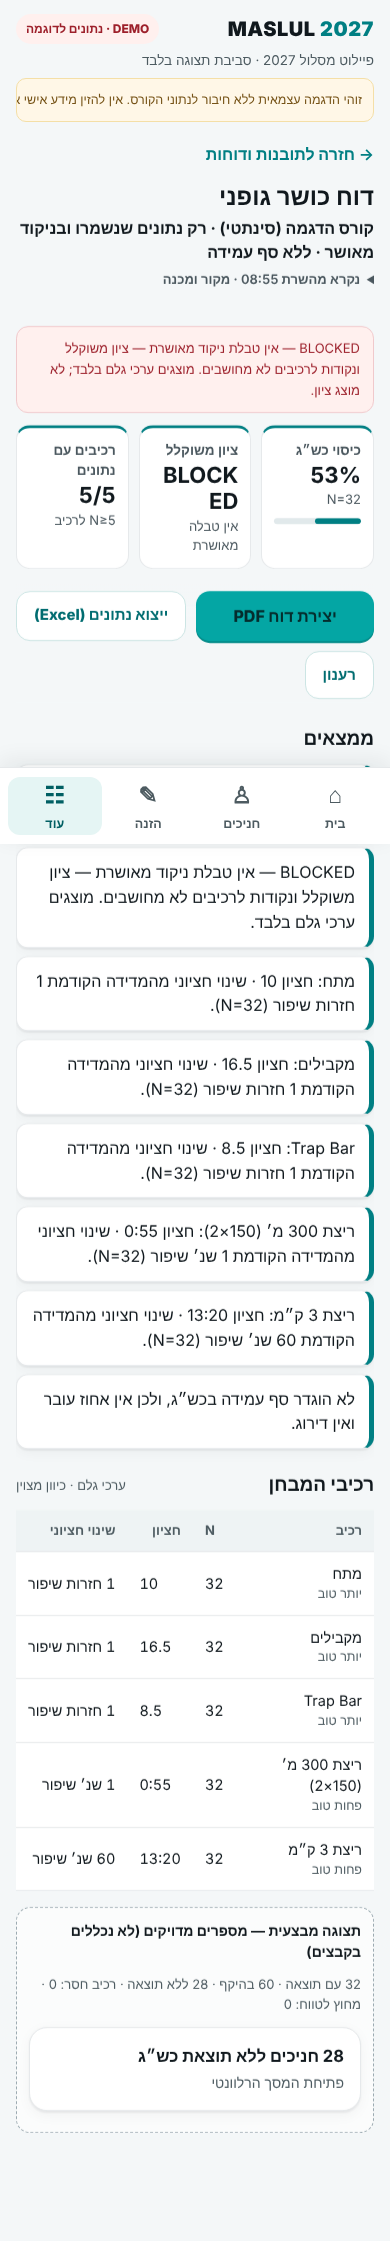 MASLUL 2027
DEMO · נתונים לדוגמה
פיילוט מסלול 2027 · סביבת תצוגה בלבד
זוהי הדגמה עצמאית ללא חיבור לנתוני הקורס. אין להזין מידע אישי
→ חזרה לתובנות ודוחות
דוח כושר גופני
קורס הדגמה (סינתטי) · רק נתונים שנשמרו ובניקוד
מאושר · ללא סף עמידה
נקרא מהשרת 08:55 · מקור ומכנה
BLOCKED — אין טבלת ניקוד מאושרת — ציון משוקלל
ונקודות לרכיבים לא מחושבים. מוצגים ערכי גלם בלבד; לא
מוצג ציון.
כיסוי כש״ג
53%
N=32
ציון משוקלל
BLOCK
ED
אין טבלה
מאושרת
רכיבים עם
נתונים
5/5
N≥5 לרכיב
יצירת דוח PDF
ייצוא נתונים (Excel)
רענון
ממצאים
בית
חניכים
הזנה
עוד
BLOCKED — אין טבלת ניקוד מאושרת — ציון
משוקלל ונקודות לרכיבים לא מחושבים. מוצגים
ערכי גלם בלבד.
מתח: חציון 10 · שינוי חציוני מהמדידה הקודמת 1
חזרות שיפור (N=32).
מקבילים: חציון 16.5 · שינוי חציוני מהמדידה
הקודמת 1 חזרות שיפור (N=32).
Trap Bar: חציון 8.5 · שינוי חציוני מהמדידה
הקודמת 1 חזרות שיפור (N=32).
ריצת 300 מ׳ (150×2): חציון 0:55 · שינוי חציוני
מהמדידה הקודמת 1 שנ׳ שיפור (N=32).
ריצת 3 ק״מ: חציון 13:20 · שינוי חציוני מהמדידה
הקודמת 60 שנ׳ שיפור (N=32).
לא הוגדר סף עמידה בכש״ג, ולכן אין אחוז עובר
ואין דירוג.
רכיבי המבחן
ערכי גלם · כיוון מצוין
רכיב N חציון שינוי חציוני
מתח 32 10 1 חזרות שיפור
יותר טוב
מקבילים 32 16.5 1 חזרות שיפור
יותר טוב
Trap Bar 32 8.5 1 חזרות שיפור
יותר טוב
ריצת 300 מ׳
(150×2) 32 0:55 1 שנ׳ שיפור
פחות טוב
ריצת 3 ק״מ 32 13:20 60 שנ׳ שיפור
פחות טוב
תצוגה מבצעית — מספרים מדויקים (לא נכללים
בקבצים)
32 עם תוצאה · 60 בהיקף · 28 ללא תוצאה · רכיב חסר: 0 ·
מחוץ לטווח: 0
28 חניכים ללא תוצאת כש״ג
פתיחת המסך הרלוונטי